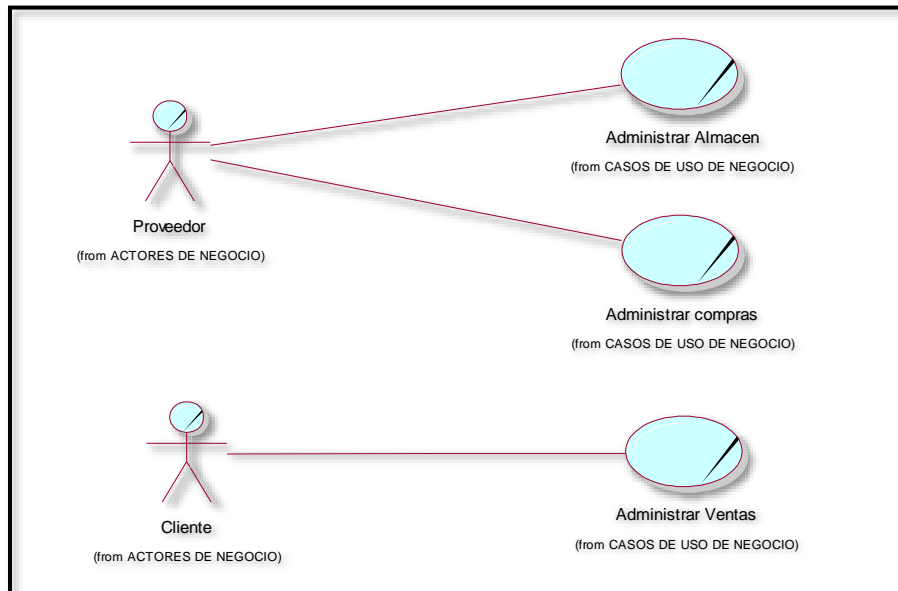 Administrar Almacen
(from CASOS DE USO DE NEGOCIO)
Proveedor
(from ACTORES DE NEGOCIO)
Administrar compras
(from CASOS DE USO DE NEGOCIO)
Cliente
(from ACTORES DE NEGOCIO)
Administrar Ventas
(from CASOS DE USO DE NEGOCIO)